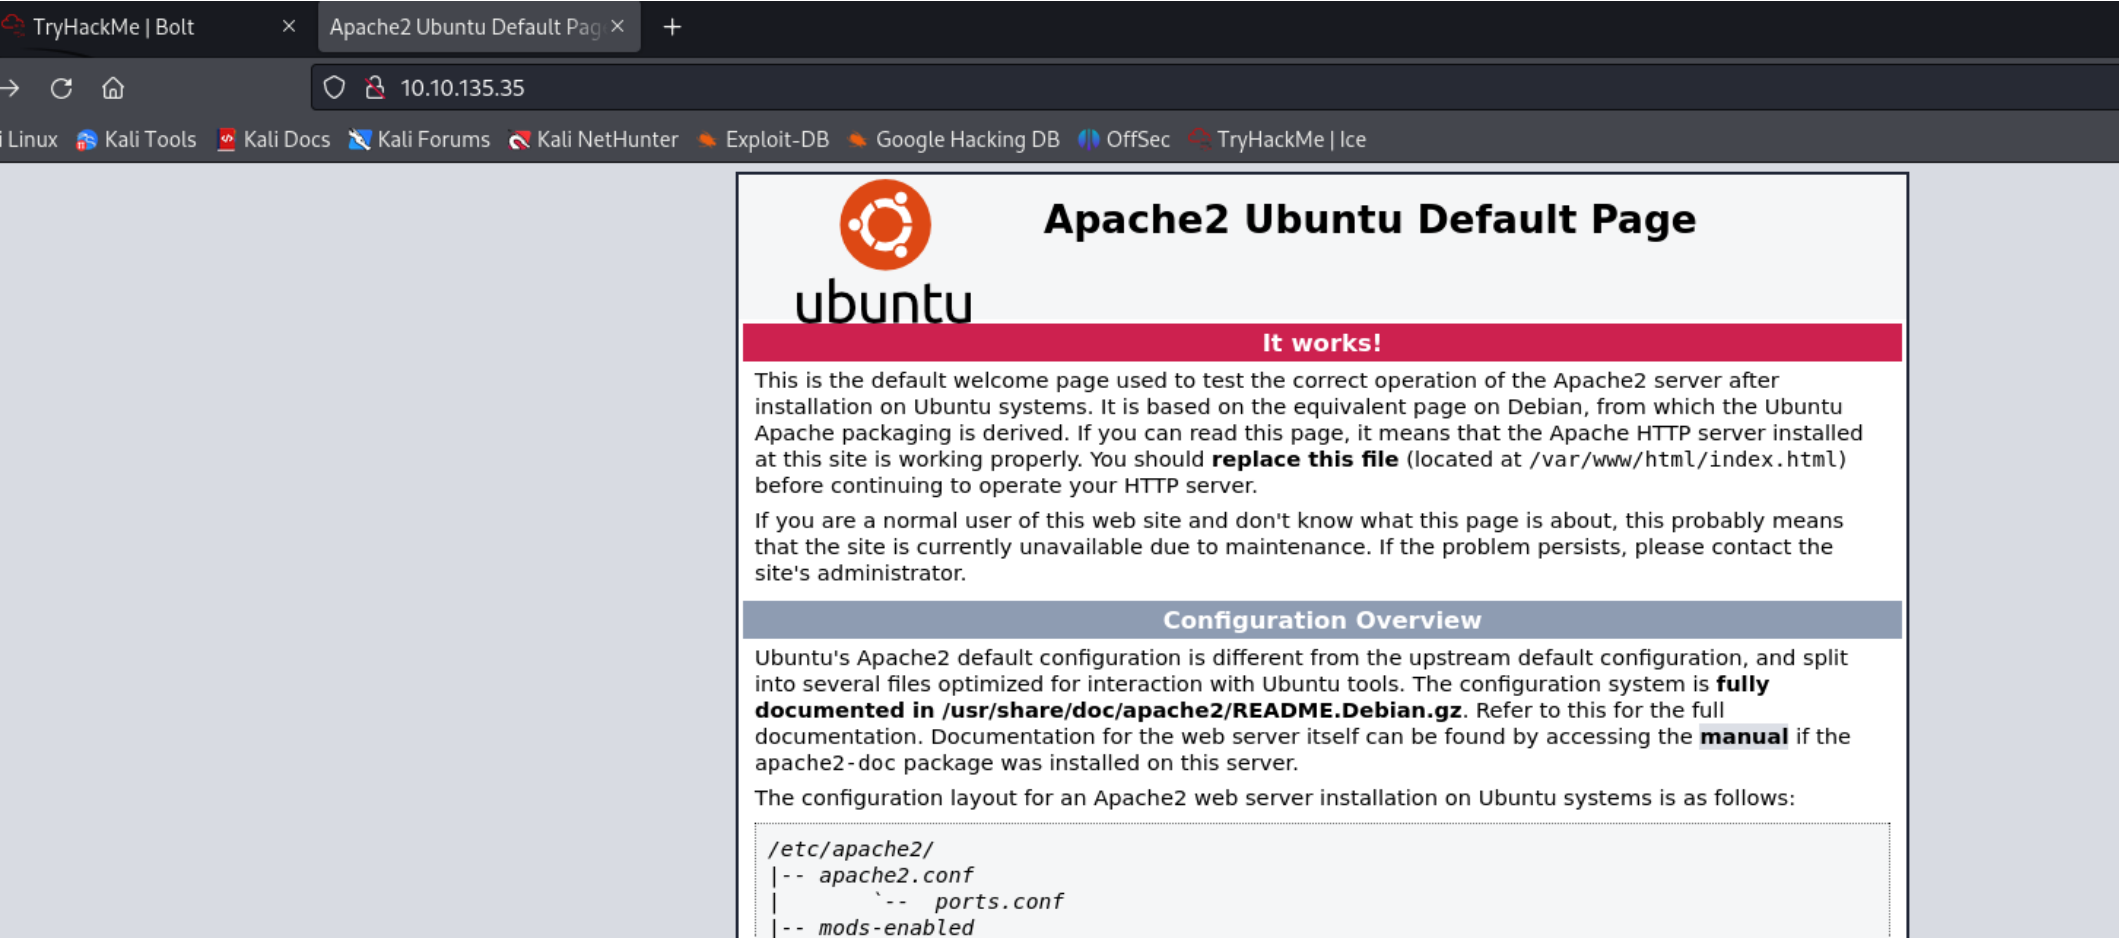 TryHackMe | Bolt
Apache2 Ubuntu Default Pag
10.10.135.35
i Linux
Kali Tools
Kali Docs
Kali Forums
Kali NetHunter
Exploit-DB
Google Hacking DB
OffSec
TryHackMe | Ice
ubuntu
Apache2 Ubuntu Default Page
It works!
This is the default welcome page used to test the correct operation of the Apache2 server after
installation on Ubuntu systems. It is based on the equivalent page on Debian, from which the Ubuntu
Apache packaging is derived. If you can read this page, it means that the Apache HTTP server installed
at this site is working properly. You should replace this file (located at /var/www/html/index.html)
before continuing to operate your HTTP server.
If you are a normal user of this web site and don't know what this page is about, this probably means
that the site is currently unavailable due to maintenance. If the problem persists, please contact the
site's administrator.
Configuration Overview
Ubuntu's Apache2 default configuration is different from the upstream default configuration, and split
into several files optimized for interaction with Ubuntu tools. The configuration system is fully
documented in /usr/share/doc/apache2/README.Debian.gz. Refer to this for the full
documentation. Documentation for the web server itself can be found by accessing the manual if the
apache2-doc package was installed on this server.
The configuration layout for an Apache2 web server installation on Ubuntu systems is as follows:
/etc/apache2/
|-- apache2.conf
|       `--  ports.conf
|-- mods-enabled